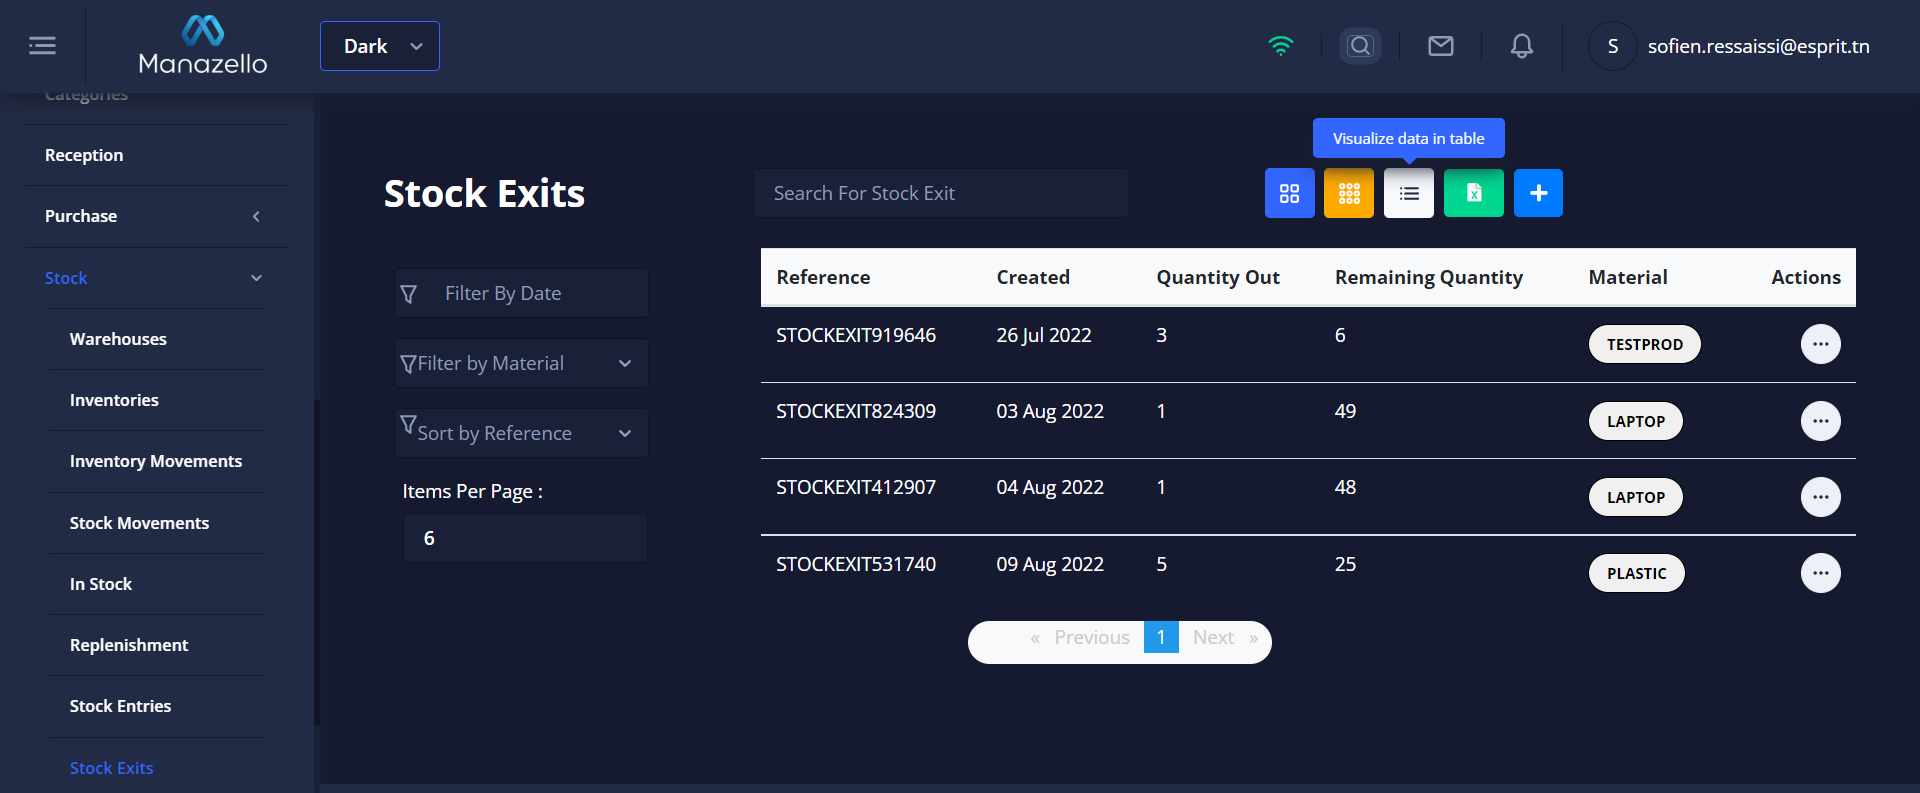 Manazello
Dark
S
sofien.ressaissi@esprit.tn
Categories
Reception
Purchase
Stock
Warehouses
Inventories
Inventory Movements
Stock Movements
In Stock
Replenishment
Stock Entries
Stock Exits
Visualize data in table
Stock Exits
Search For Stock Exit
Filter By Date
Filter by Material
Sort by Reference
Items Per Page :
6
Reference Created Quantity Out Remaining Quantity Material Actions
STOCKEXIT919646 26 Jul 2022 3 6 TESTPROD
STOCKEXIT824309 03 Aug 2022 1 49 LAPTOP
STOCKEXIT412907 04 Aug 2022 1 48 LAPTOP
STOCKEXIT531740 09 Aug 2022 5 25 PLASTIC
« Previous 1 Next »